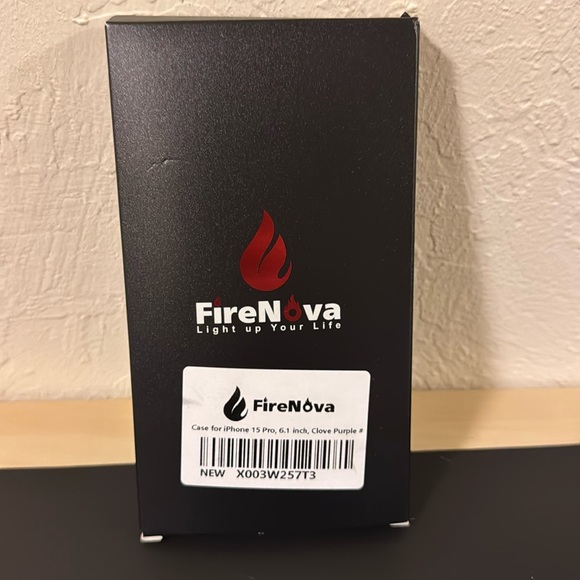 FireNova
Light up Your Life
FireNova
Case for iPhone 15 Pro, 6.1 inch, Clove Purple #
NEW X003W257T3